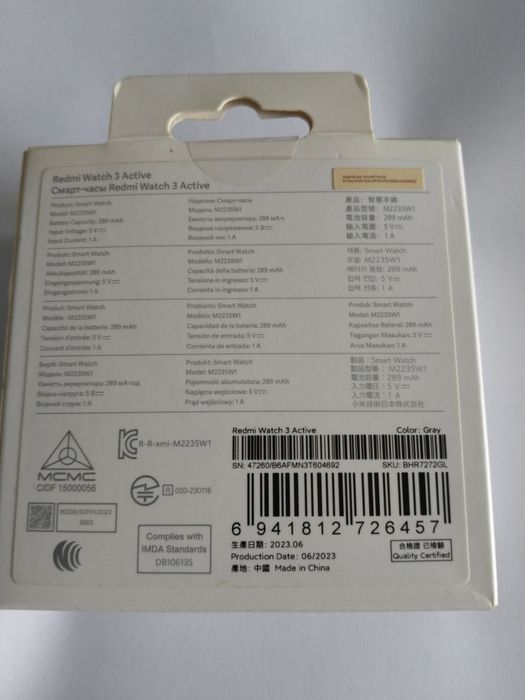 Redmi Watch 3 Active
Смарт-часы Redmi Watch 3 Active
Product: Smart Watch
Model: M2235W1
Battery Capacity: 289 mAh
Input Voltage: 5 V⎓
Input Current: 1 A
Изделие: Смарт-часы
Модель: M2235W1
Емкость аккумулятора: 289 мА·ч
Входное напряжение: 5 В⎓
Входной ток: 1 А
產品: 智慧手錶
產品型號: M2235W1
電池容量: 289 mAh
輸入電壓: 5 V⎓
輸入電流: 1 A
Produkt: Smart Watch
Modell: M2235W1
Akkukapazität: 289 mAh
Eingangsspannung: 5 V⎓
Eingangsstrom: 1 A
Prodotto: Smart Watch
Modello: M2235W1
Capacità della batteria: 289 mAh
Tensione in ingresso: 5 V⎓
Corrente in ingresso: 1 A
제품: Smart Watch
모델: M2235W1
배터리 용량: 289 mAh
입력 전압: 5 V⎓
입력 전류: 1 A
Produit: Smart Watch
Modèle: M2235W1
Capacité de la batterie: 289 mAh
Tension d'entrée: 5 V⎓
Courant d'entrée: 1 A
Producto: Smart Watch
Modelo: M2235W1
Capacidad de la batería: 289 mAh
Tensión de entrada: 5 V⎓
Corriente de entrada: 1 A
Produk: Smart Watch
Model: M2235W1
Kapasitas Baterai: 289 mAh
Tegangan Masukan: 5 V⎓
Arus Masukan: 1 A
Виріб: Smart Watch
Модель: M2235W1
Ємність акумулятора: 289 мА·год
Вхідна напруга: 5 В⎓
Вхідний струм: 1 А
Produkt: Smart Watch
Model: M2235W1
Pojemność akumulatora: 289 mAh
Napięcie wejściowe: 5 V⎓
Prąd wejściowy: 1 A
製品: Smart Watch
製品型番: M2235W1
電池容量: 289 mAh
入力電圧: 5 V⎓
入力電流: 1 A
小米技術日本株式会社
MCMC
CIDF 15000056
R-R-xmi-M2235W1
R 020-230116
90259/SDPPI/2023
9003
Complies with
IMDA Standards
DB106135
Redmi Watch 3 Active Color: Gray
SN: 47260/B6AFMN3T604692 SKU: BHR7272GL
6 941812 726457
生產日期: 2023.06
Production Date: 06/2023
產地: 中國 Made in China
合格證 已檢驗
Quality Certified